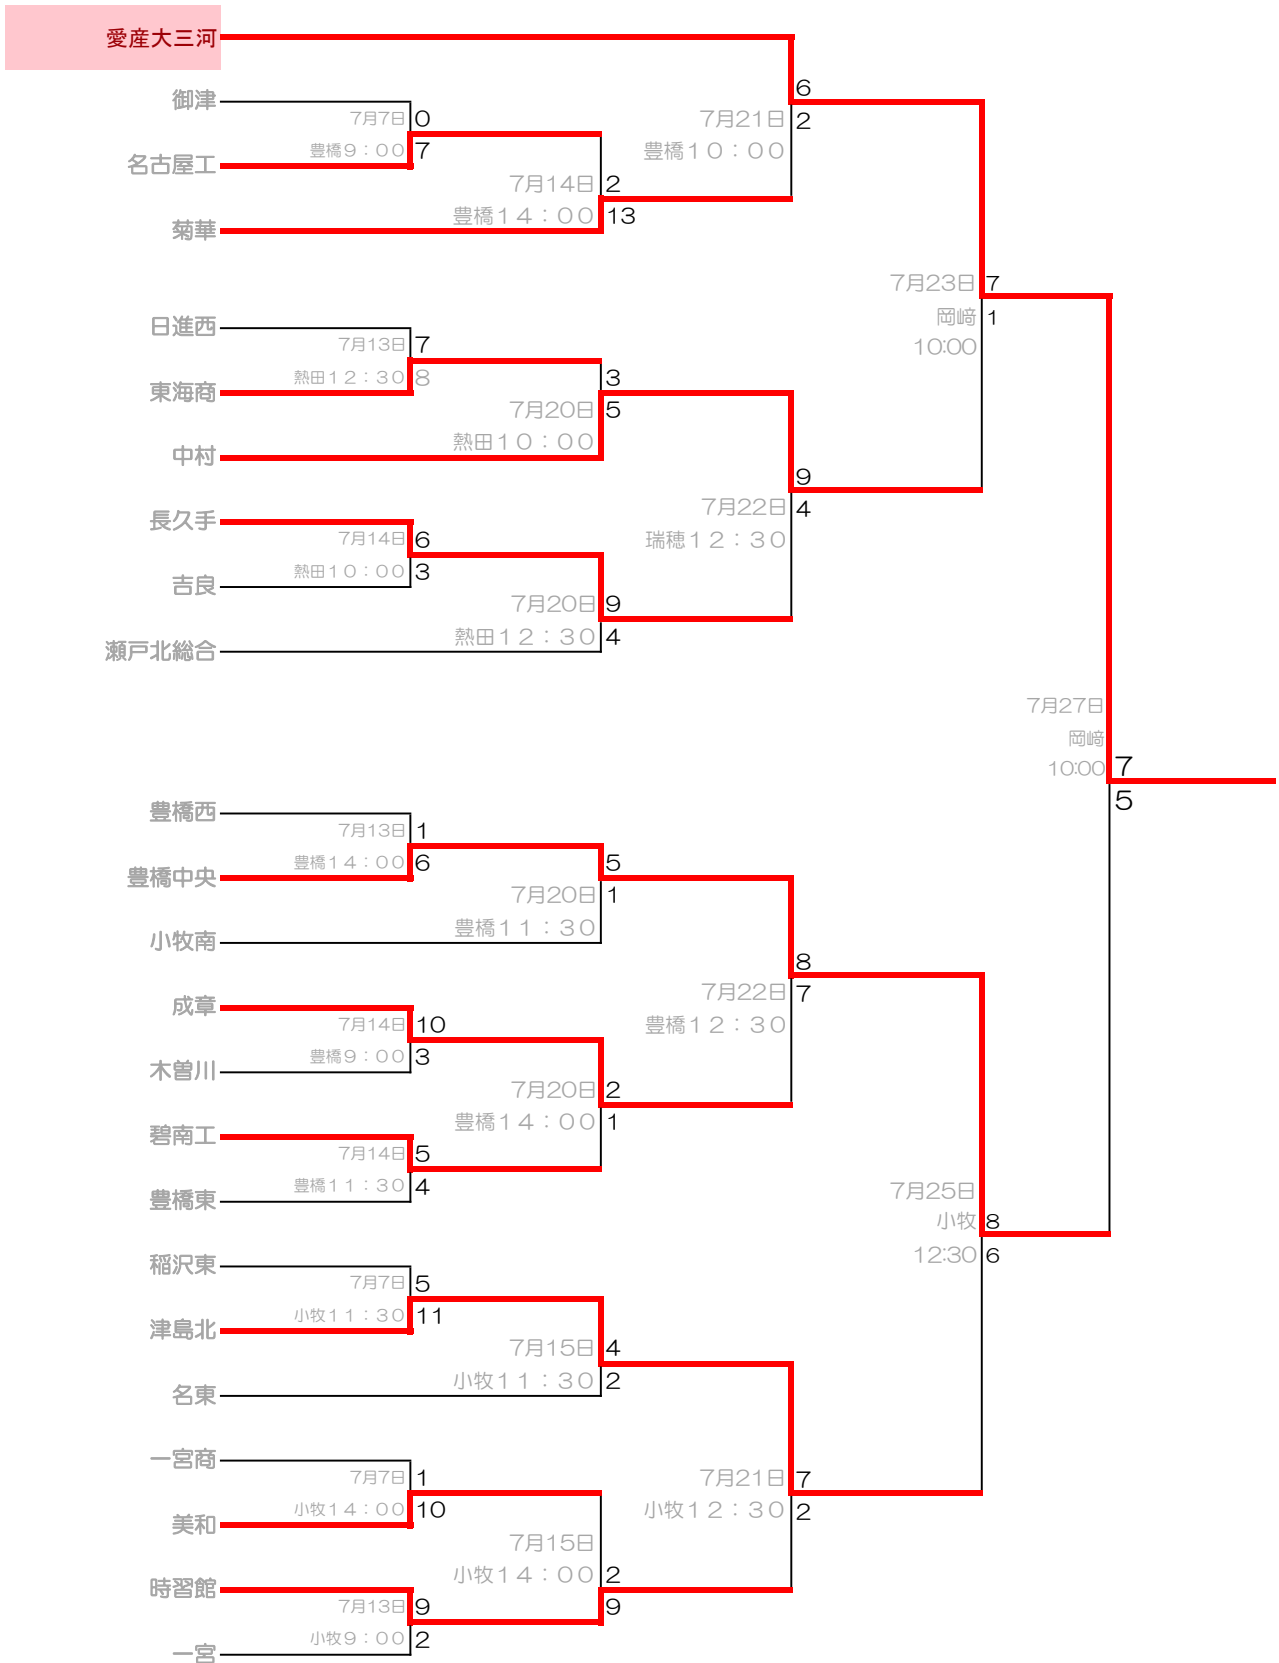 愛産大三河
6
7月21日
2
豊橋10：00
御津
7月7日
0
豊橋9：00
7
名古屋工
7月14日
2
豊橋14：00
13
菊華
7月23日
7
岡﨑
1
10:00
日進西
7月13日
7
熱田12：30
8
東海商
3
7月20日
5
熱田10：00
中村
9
7月22日
4
瑞穂12：30
長久手
7月14日
6
熱田10：00
3
吉良
7月20日
9
熱田12：30
4
瀬戸北総合
7月27日
岡﨑
10:00
7
5
豊橋西
7月13日
1
豊橋14：00
6
豊橋中央
5
7月20日
1
豊橋11：30
小牧南
8
7月22日
7
豊橋12：30
成章
7月14日
10
豊橋9：00
3
木曽川
7月20日
2
豊橋14：00
1
碧南工
7月14日
5
豊橋11：30
4
豊橋東
7月25日
小牧
8
12:30
6
稲沢東
7月7日
5
小牧11：30
11
津島北
7月15日
4
小牧11：30
2
名東
7月21日
7
小牧12：30
2
一宮商
7月7日
1
小牧14：00
10
美和
7月15日
小牧14：00
2
9
時習館
7月13日
9
小牧9：00
2
一宮